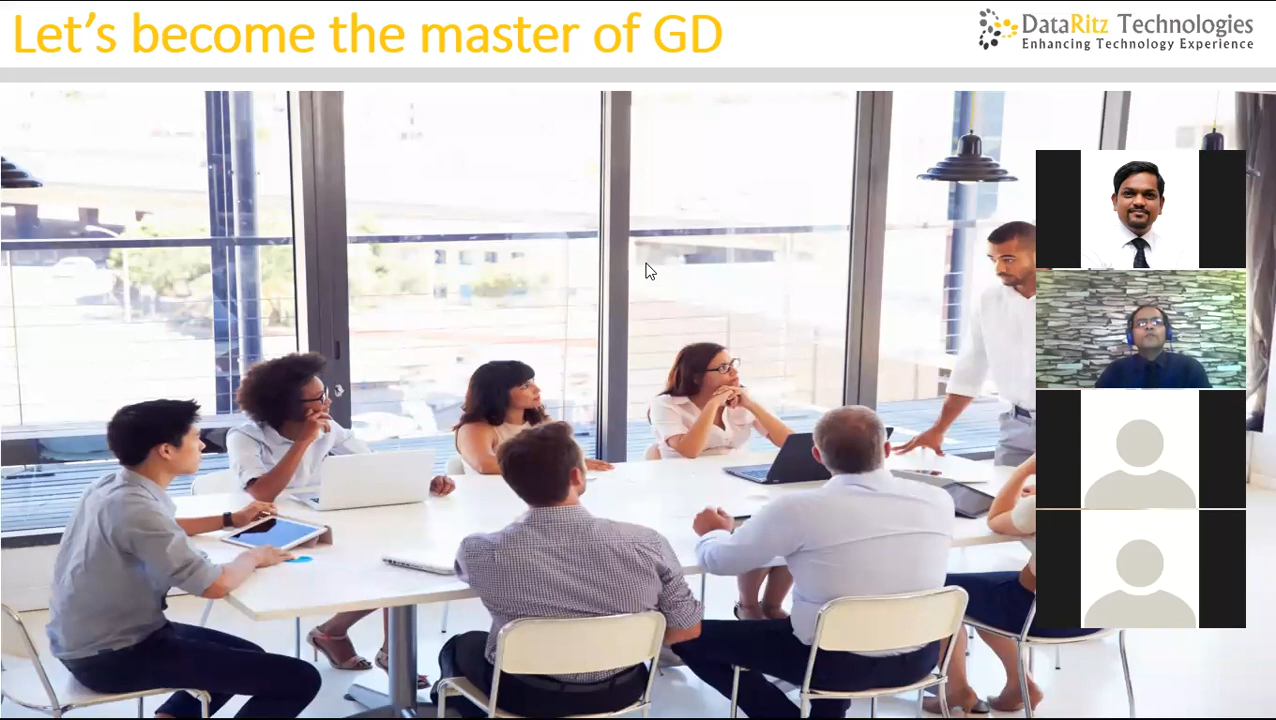 Let's become the master of GD
DataRitz Technologies
Enhancing Technology Experience